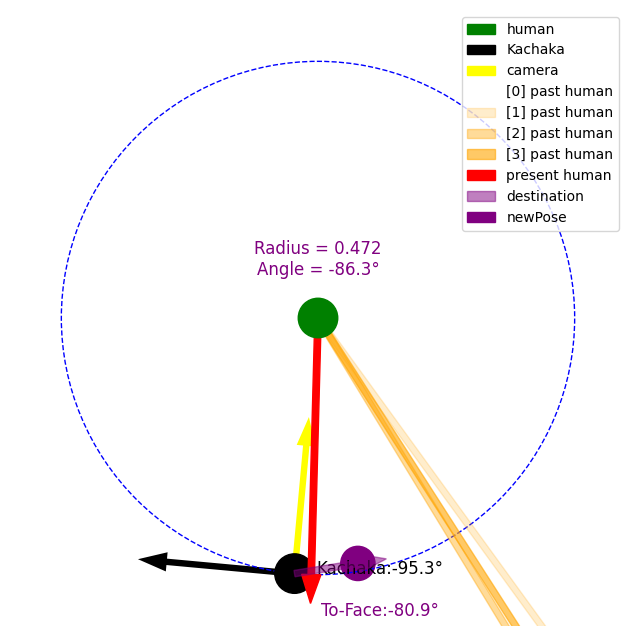 human
Kachaka
camera
[0] past human
[1] past human
[2] past human
[3] past human
present human
destination
newPose
Radius = 0.472
Angle = -86.3°
Kachaka:-95.3°
To-Face:-80.9°